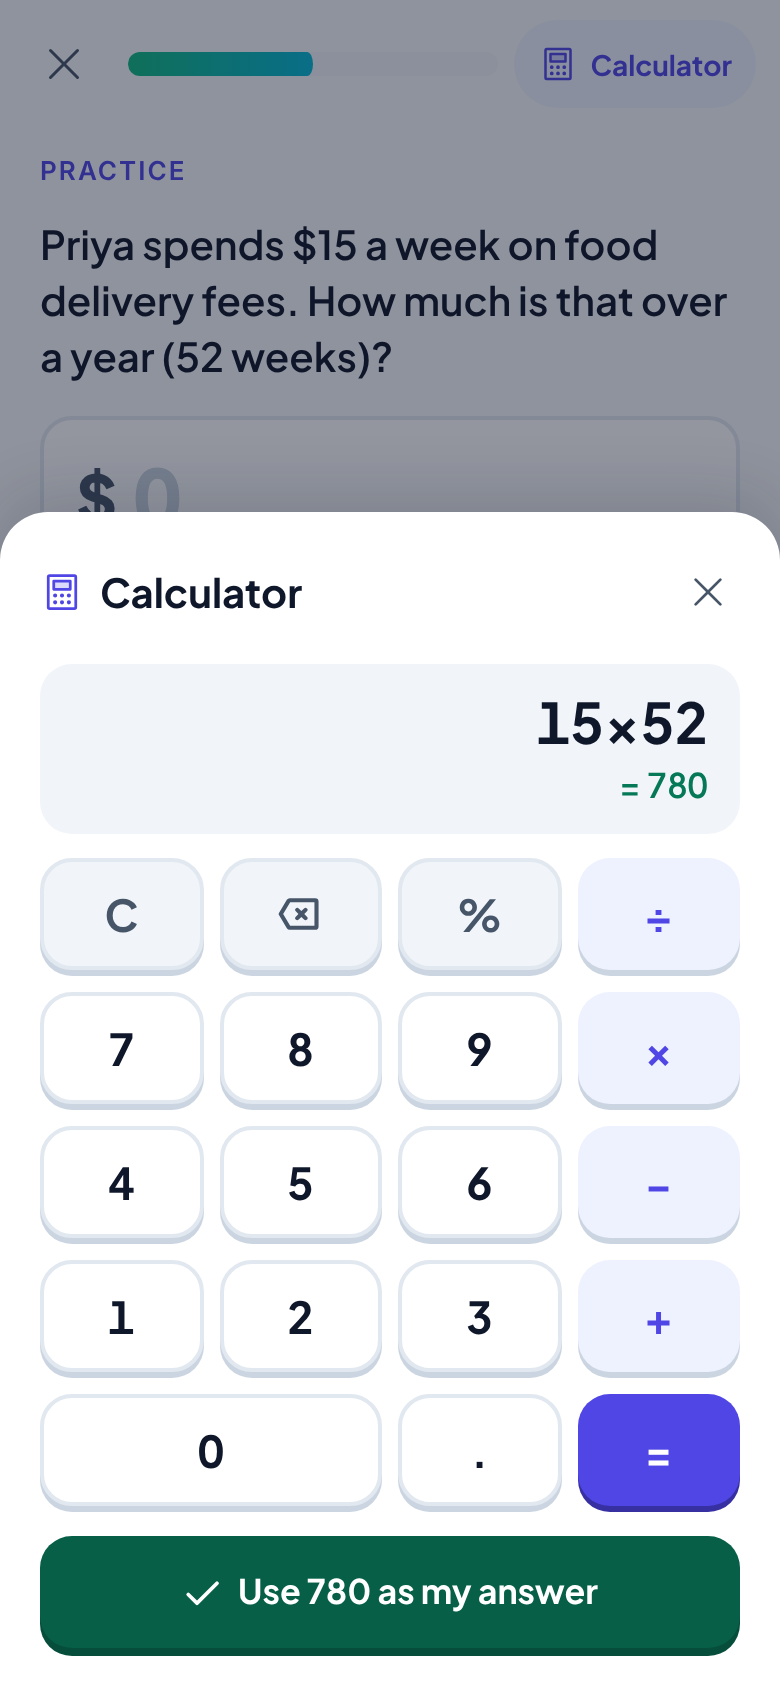 Calculator
PRACTICE
Priya spends $15 a week on food
delivery fees. How much is that over
a year (52 weeks)?
$ 0
Calculator
15×52
= 780
C % ÷
7 8 9 ×
4 5 6 −
1 2 3 +
0 . =
Use 780 as my answer